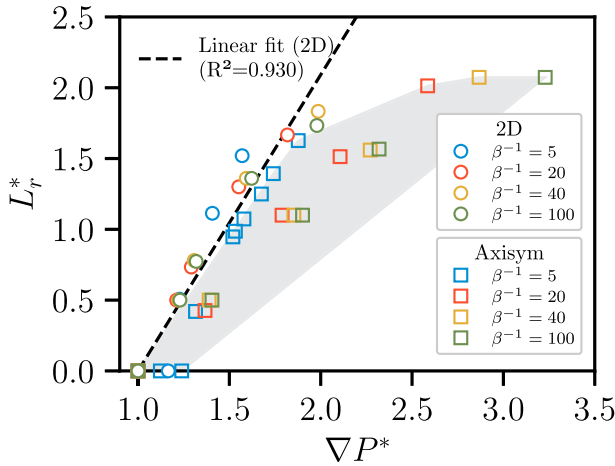 2.5
2.0
1.5
1.0
0.5
0.0
L*r
Linear fit (2D)
(R²=0.930)
2D
β⁻¹ = 5
β⁻¹ = 20
β⁻¹ = 40
β⁻¹ = 100
Axisym
β⁻¹ = 5
β⁻¹ = 20
β⁻¹ = 40
β⁻¹ = 100
1.0 1.5 2.0 2.5 3.0 3.5
∇P*